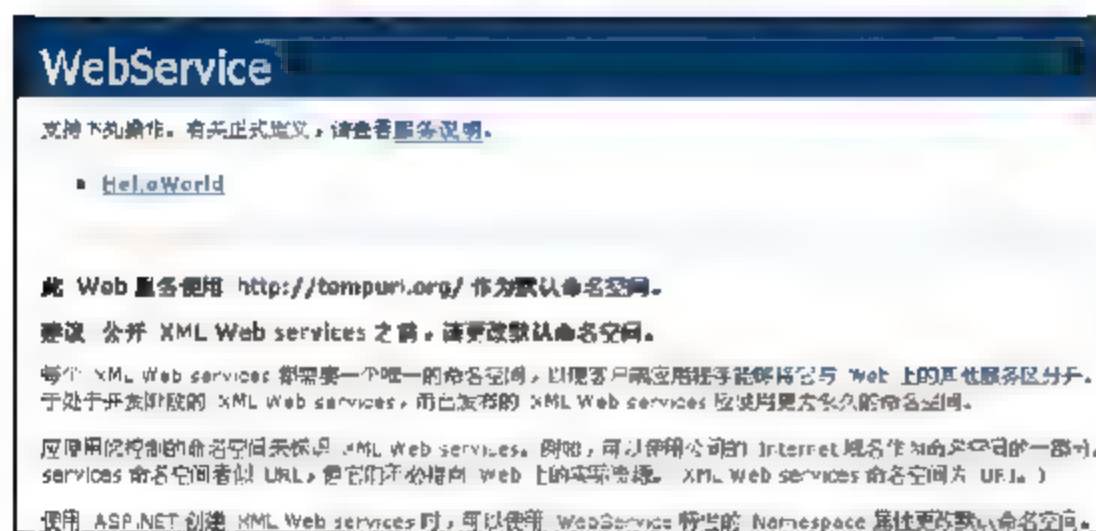 WebService
支持下列操作。有关正式定义，请查看服务说明。
HelloWorld
此 Web 服务使用 http://tempuri.org/ 作为默认命名空间。
建议 公开 XML Web services 之前，请更改默认命名空间。
每个 XML Web services 都需要一个唯一的命名空间，以便客户端应用程序能够将它与 Web 上的其他服务区分开。
于处于开发阶段的 XML Web services，而已发布的 XML Web services 应使用更为永久的命名空间。
应使用您控制的命名空间来标识 XML Web services。例如，可以使用公司的 Internet 域名作为命名空间的一部分。
services 命名空间看似 URL，但它们不必指向 Web 上的实际资源。 XML Web services 命名空间为 URI。)
使用 ASP.NET 创建 XML Web services 时，可以使用 WebService 特性的 Namespace 属性更改默认命名空间。